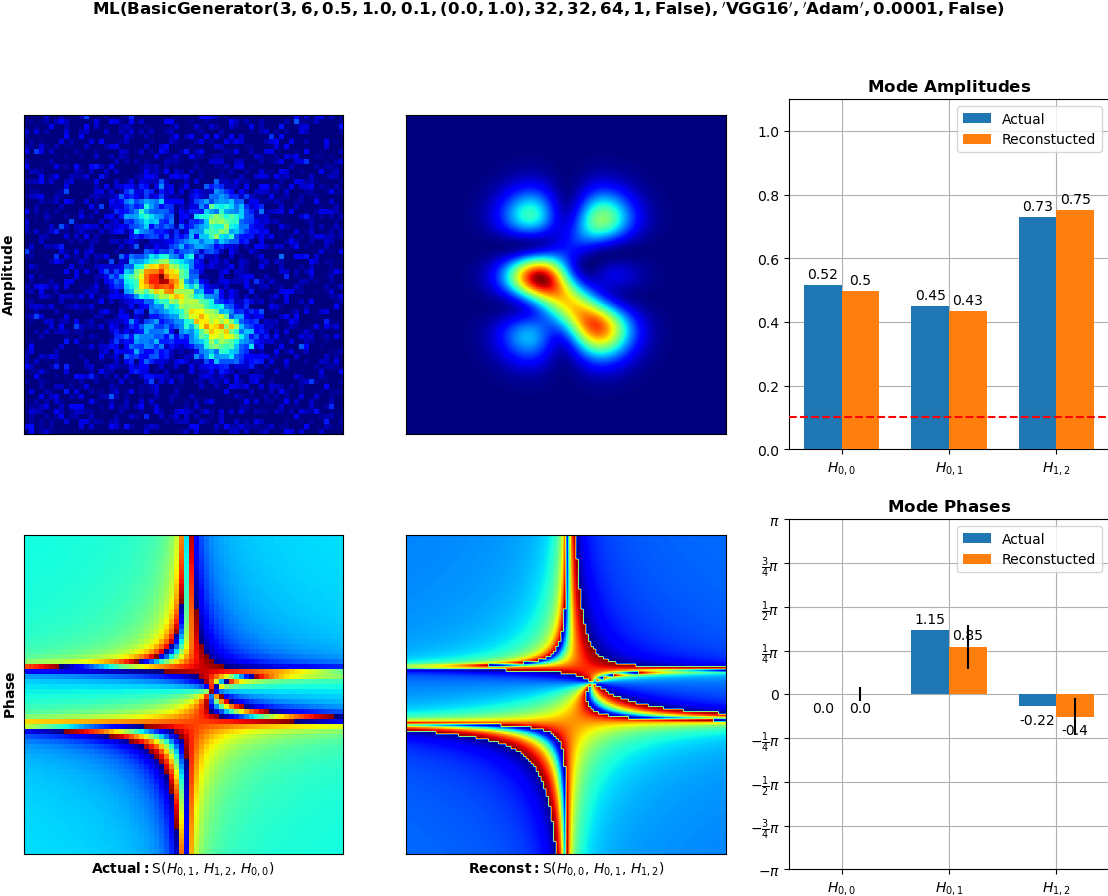 ML(BasicGenerator(3, 6, 0.5, 1.0, 0.1, (0.0, 1.0), 32, 32, 64, 1, False), ′VGG16′, ′Adam′, 0.0001, False)
Amplitude
Mode Amplitudes
Actual
Reconstucted
1.0
0.8
0.6
0.4
0.2
0.0
0.52
0.5
0.45
0.43
0.73
0.75
H0,0
H0,1
H1,2
Phase
Actual: S(H0,1, H1,2, H0,0)
Reconst: S(H0,0, H0,1, H1,2)
Mode Phases
Actual
Reconstucted
π
3/4π
1/2π
1/4π
0
−1/4π
−1/2π
−3/4π
−π
0.0
0.0
1.15
0.85
-0.22
-0.4
H0,0
H0,1
H1,2